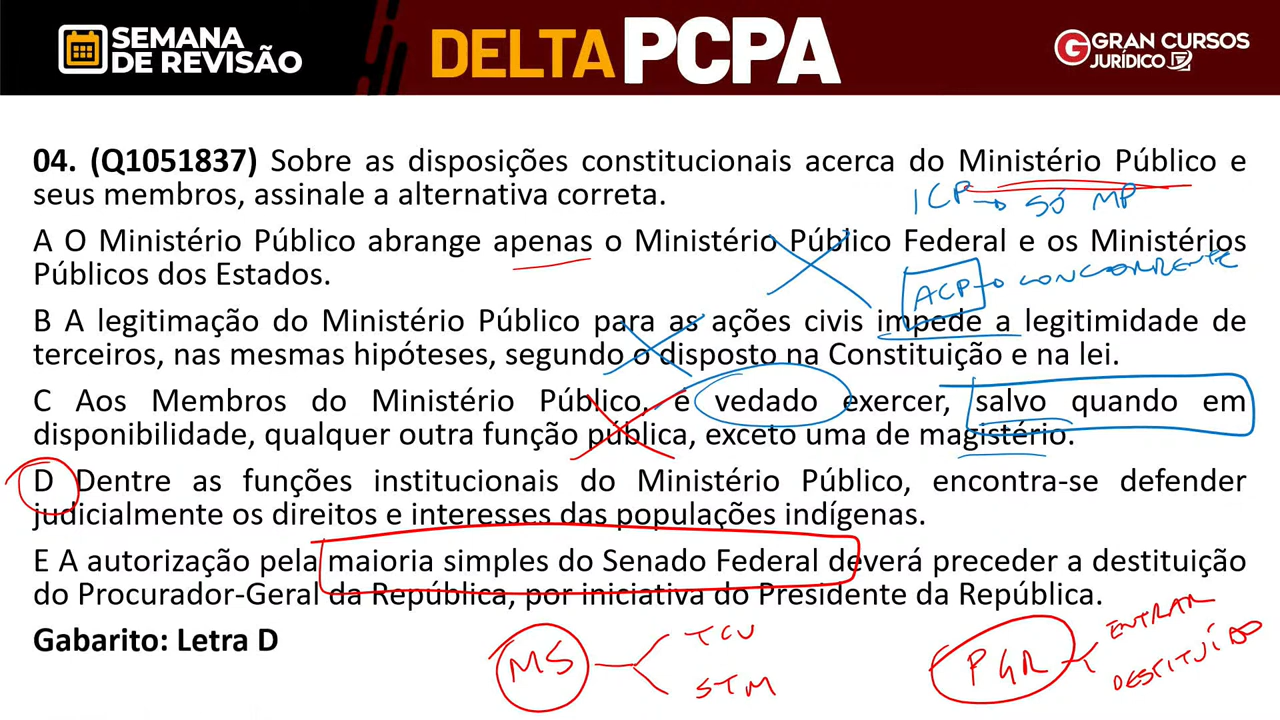 SEMANA
DE REVISÃO
DELTA PCPA
GRAN CURSOS
JURÍDICO
04. (Q1051837) Sobre as disposições constitucionais acerca do Ministério Público e
seus membros, assinale a alternativa correta.
ICP → SÓ MP
A O Ministério Público abrange apenas o Ministério Público Federal e os Ministérios
Públicos dos Estados.
ACP → CONCORRENTE
B A legitimação do Ministério Público para as ações civis impede a legitimidade de
terceiros, nas mesmas hipóteses, segundo o disposto na Constituição e na lei.
C Aos Membros do Ministério Público, é vedado exercer, salvo quando em
disponibilidade, qualquer outra função pública, exceto uma de magistério.
D Dentre as funções institucionais do Ministério Público, encontra-se defender
judicialmente os direitos e interesses das populações indígenas.
E A autorização pela maioria simples do Senado Federal deverá preceder a destituição
do Procurador-Geral da República, por iniciativa do Presidente da República.
Gabarito: Letra D
MS
TCU
STM
PGR
ENTRAR
DESTITUÍDO